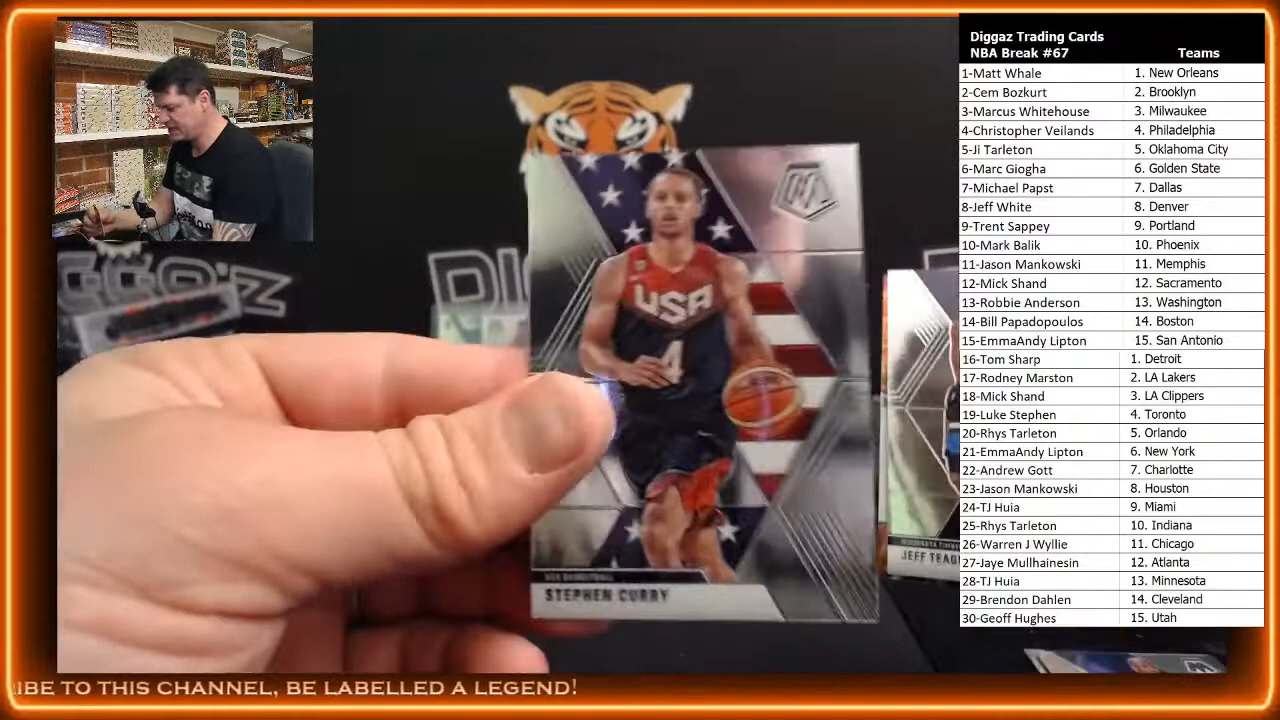 Diggaz Trading Cards
NBA Break #67 Teams
1-Matt Whale 1. New Orleans
2-Cem Bozkurt 2. Brooklyn
3-Marcus Whitehouse 3. Milwaukee
4-Christopher Veilands 4. Philadelphia
5-Ji Tarleton 5. Oklahoma City
6-Marc Giogha 6. Golden State
7-Michael Papst 7. Dallas
8-Jeff White 8. Denver
9-Trent Sappey 9. Portland
10-Mark Balik 10. Phoenix
11-Jason Mankowski 11. Memphis
12-Mick Shand 12. Sacramento
13-Robbie Anderson 13. Washington
14-Bill Papadopoulos 14. Boston
15-EmmaAndy Lipton 15. San Antonio
16-Tom Sharp 1. Detroit
17-Rodney Marston 2. LA Lakers
18-Mick Shand 3. LA Clippers
19-Luke Stephen 4. Toronto
20-Rhys Tarleton 5. Orlando
21-EmmaAndy Lipton 6. New York
22-Andrew Gott 7. Charlotte
23-Jason Mankowski 8. Houston
24-TJ Huia 9. Miami
25-Rhys Tarleton 10. Indiana
26-Warren J Wyllie 11. Chicago
27-Jaye Mullhainesin 12. Atlanta
28-TJ Huia 13. Minnesota
29-Brendon Dahlen 14. Cleveland
30-Geoff Hughes 15. Utah
USA
4
USA BASKETBALL
STEPHEN CURRY
JEFF TEAG
IBE TO THIS CHANNEL, BE LABELLED A LEGEND!